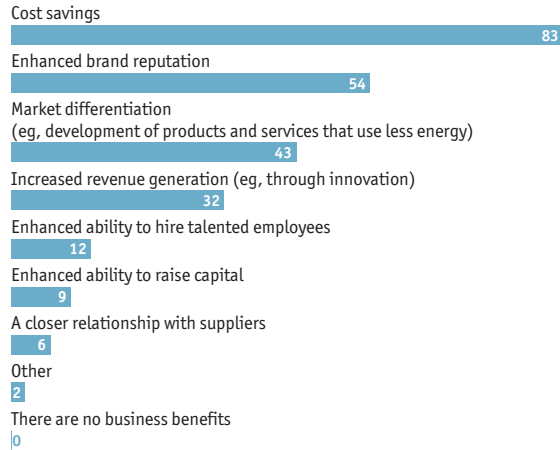 Cost savings
83
Enhanced brand reputation
54
Market differentiation
(eg, development of products and services that use less energy)
43
Increased revenue generation (eg, through innovation)
32
Enhanced ability to hire talented employees
12
Enhanced ability to raise capital
9
A closer relationship with suppliers
6
Other
2
There are no business benefits
0